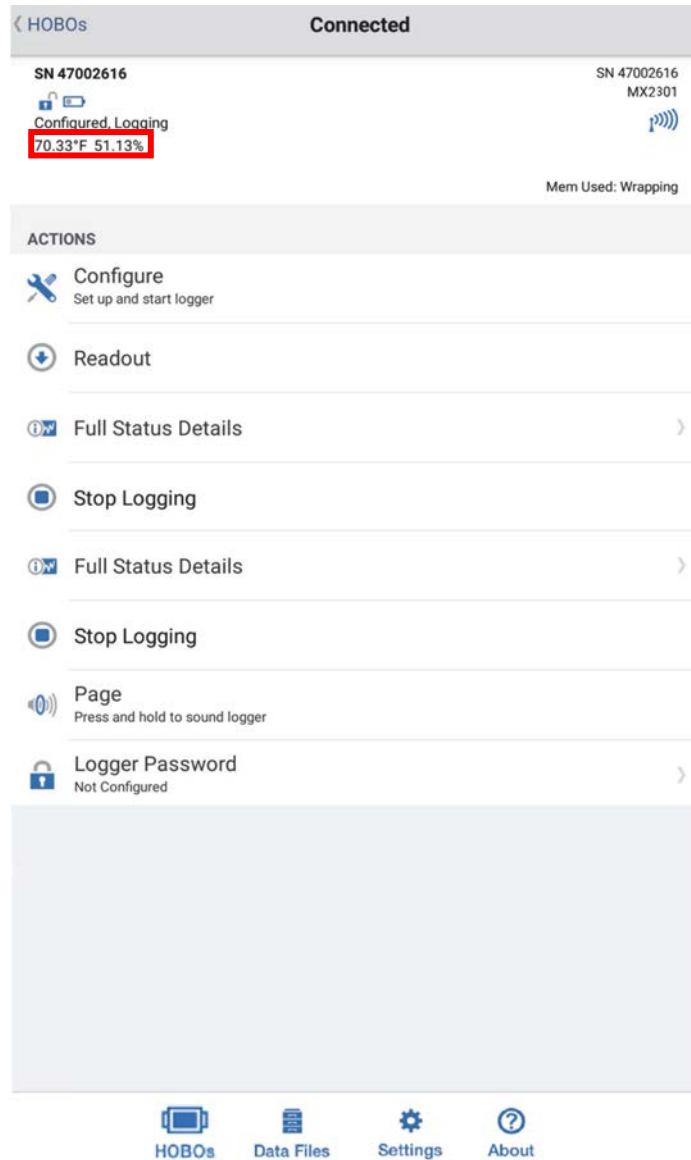 HOBOs
Connected
SN 47002616
SN 47002616
MX2301
Configured, Logging
70.33°F 51.13%
Mem Used: Wrapping
ACTIONS
Configure
Set up and start logger
Readout
Full Status Details
Stop Logging
Full Status Details
Stop Logging
Page
Press and hold to sound logger
Logger Password
Not Configured
HOBOs Data Files Settings About